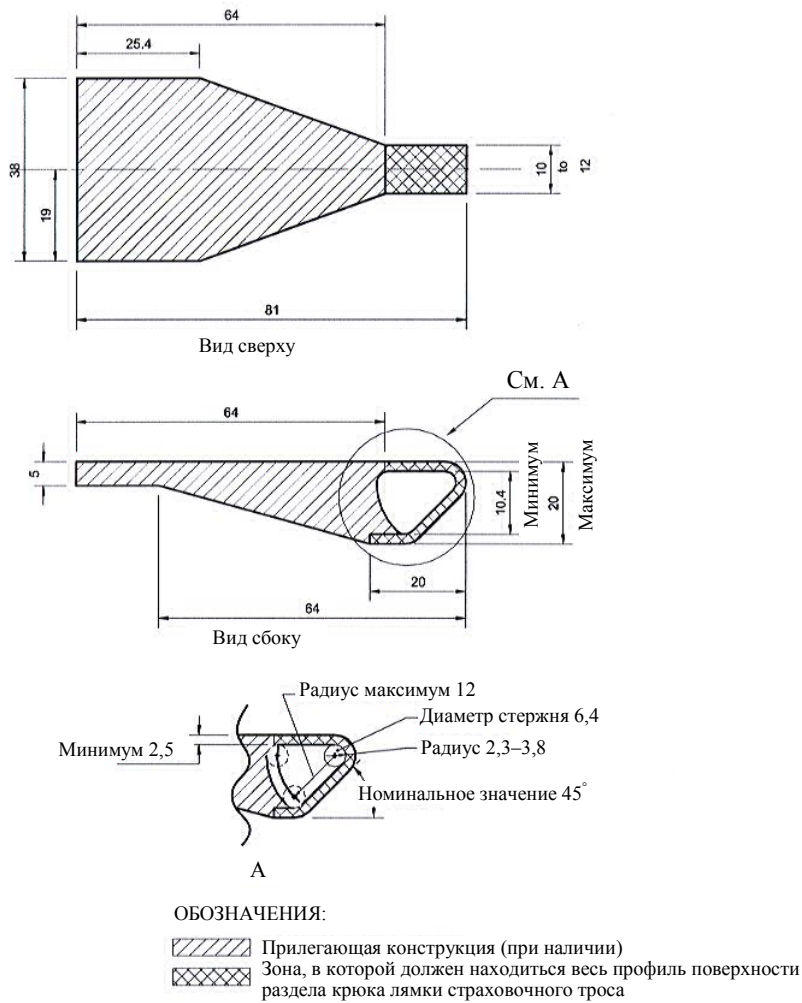 64
25.4
38
19
10
to
12
81
Вид сверху
См. А
64
5
10.4
Минимум
20
Максимум
20
64
Вид сбоку
Радиус максимум 12
Диаметр стержня 6,4
Минимум 2,5
Радиус 2,3–3,8
Номинальное значение 45°
А
ОБОЗНАЧЕНИЯ:
Прилегающая конструкция (при наличии)
Зона, в которой должен находиться весь профиль поверхности
раздела крюка лямки страховочного троса